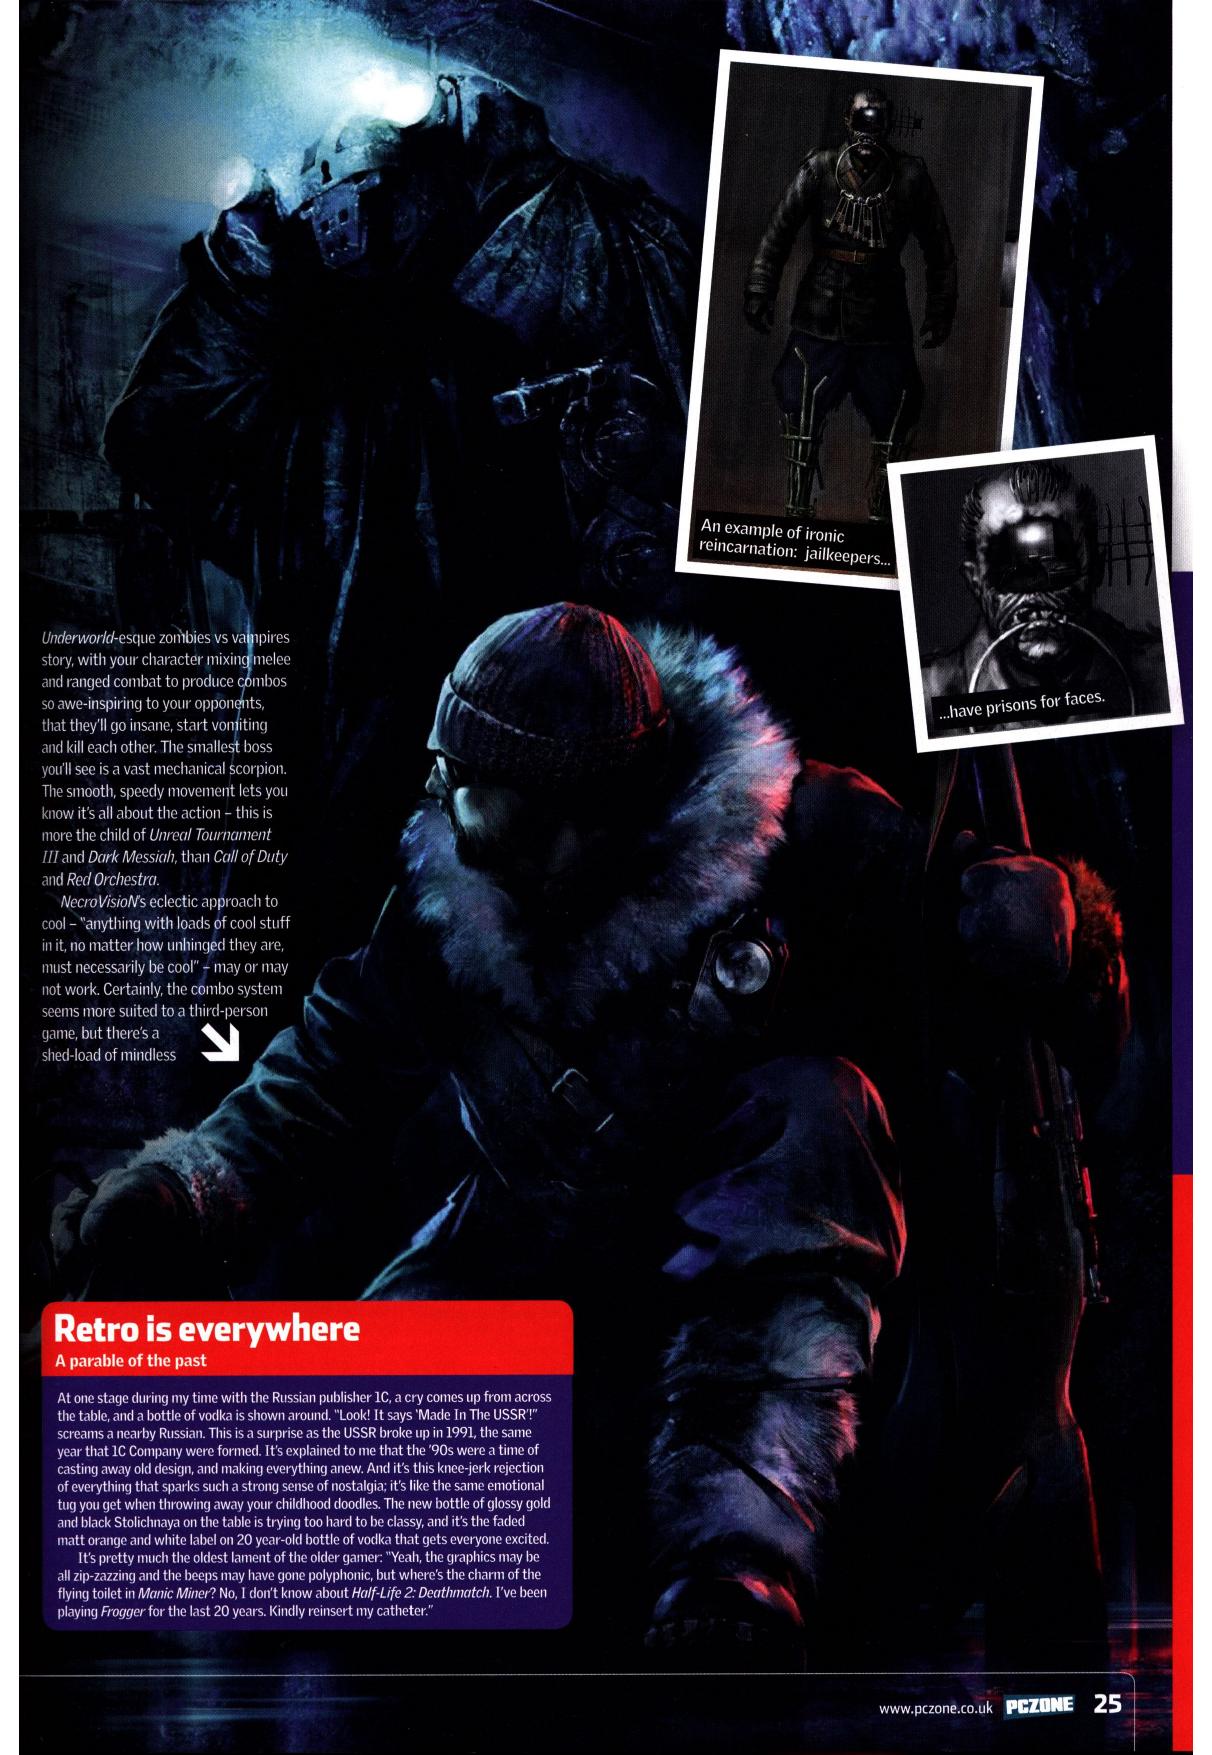 An example of ironic
reincarnation: jailkeepers...
...have prisons for faces.
Underworld-esque zombies vs vampires
story, with your character mixing melee
and ranged combat to produce combos
so awe-inspiring to your opponents,
that they'll go insane, start vomiting
and kill each other. The smallest boss
you'll see is a vast mechanical scorpion.
The smooth, speedy movement lets you
know it's all about the action – this is
more the child of Unreal Tournament
III and Dark Messiah, than Call of Duty
and Red Orchestra.
NecroVisioN's eclectic approach to
cool – "anything with loads of cool stuff
in it, no matter how unhinged they are,
must necessarily be cool" – may or may
not work. Certainly, the combo system
seems more suited to a third-person
game, but there's a
shed-load of mindless
Retro is everywhere
A parable of the past
At one stage during my time with the Russian publisher 1C, a cry comes up from across
the table, and a bottle of vodka is shown around. "Look! It says 'Made In The USSR'!"
screams a nearby Russian. This is a surprise as the USSR broke up in 1991, the same
year that 1C Company were formed. It's explained to me that the '90s were a time of
casting away old design, and making everything anew. And it's this knee-jerk rejection
of everything that sparks such a strong sense of nostalgia; it's like the same emotional
tug you get when throwing away your childhood doodles. The new bottle of glossy gold
and black Stolichnaya on the table is trying too hard to be classy, and it's the faded
matt orange and white label on 20 year-old bottle of vodka that gets everyone excited.
It's pretty much the oldest lament of the older gamer: "Yeah, the graphics may be
all zip-zazzing and the beeps may have gone polyphonic, but where's the charm of the
flying toilet in Manic Miner? No, I don't know about Half-Life 2: Deathmatch. I've been
playing Frogger for the last 20 years. Kindly reinsert my catheter."
www.pczone.co.uk PCZONE 25